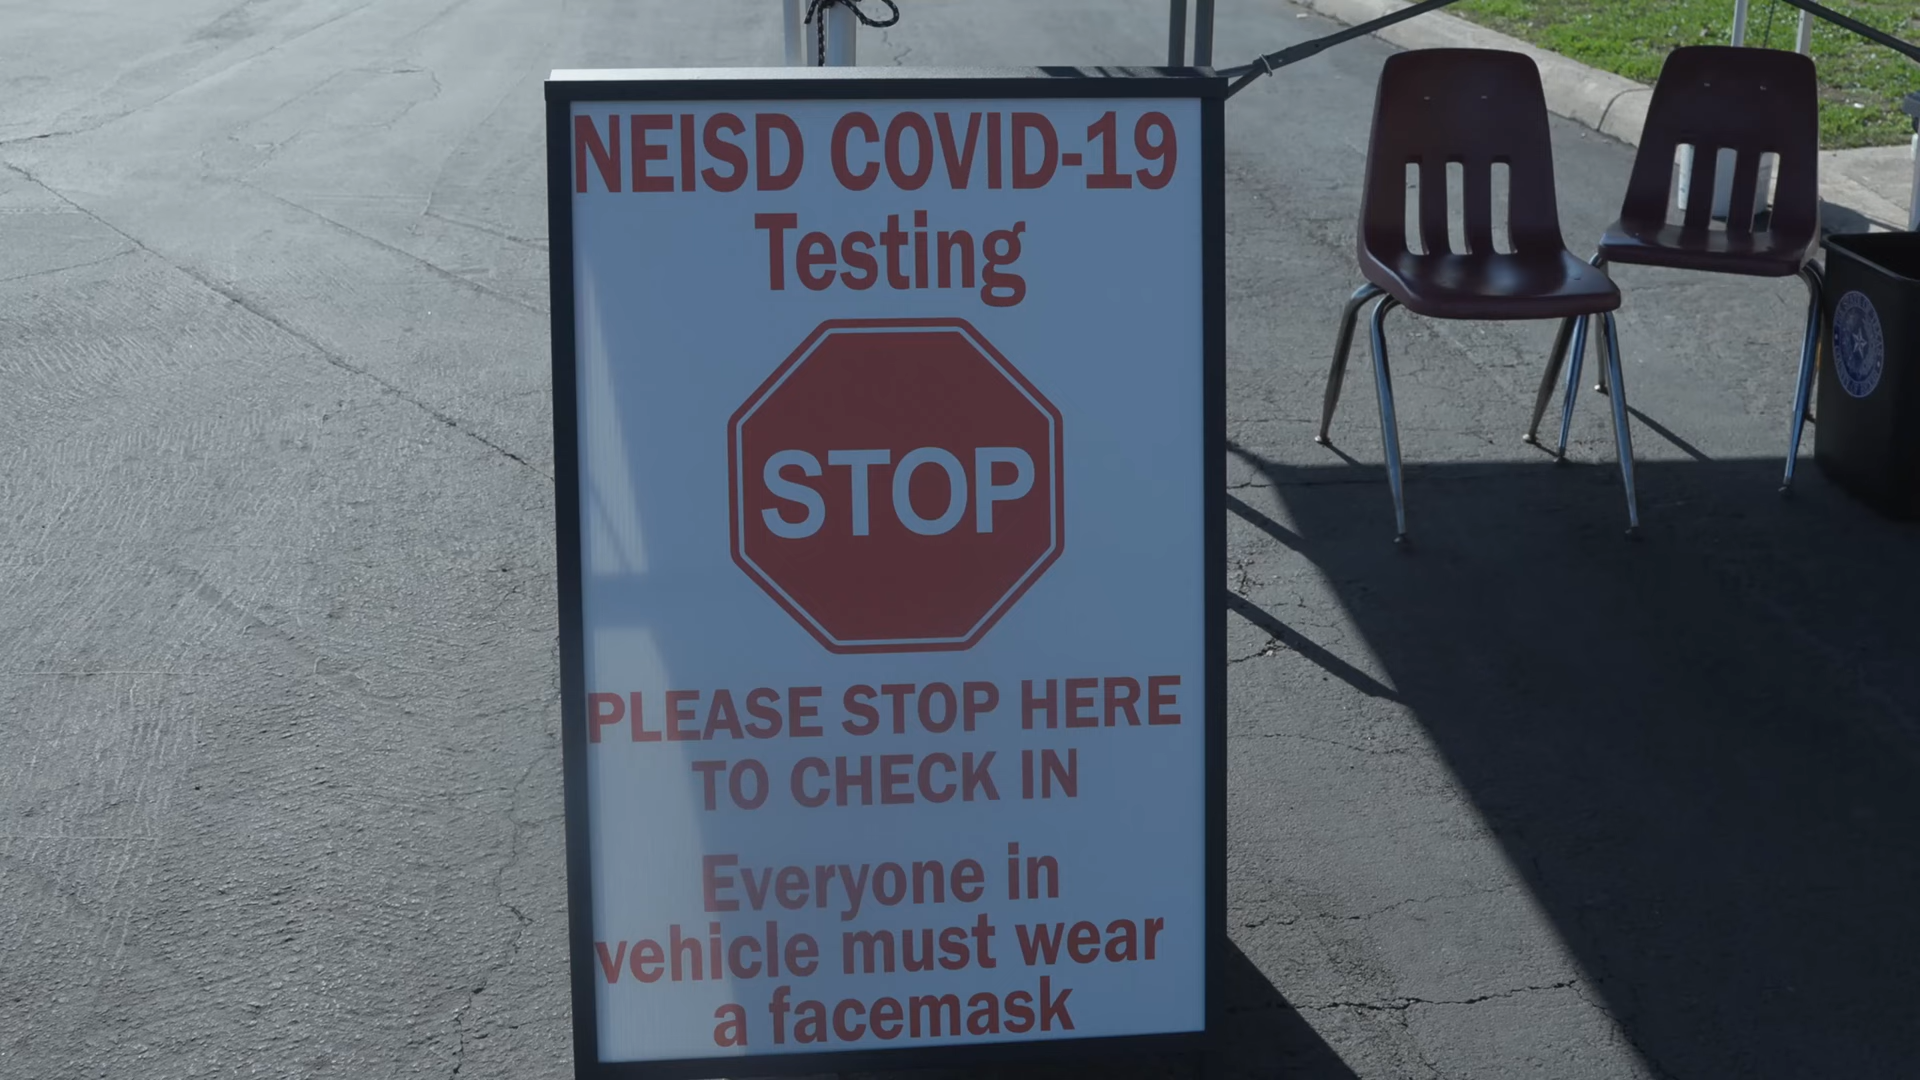 NEISD COVID-19
Testing
STOP
PLEASE STOP HERE
TO CHECK IN
Everyone in
vehicle must wear
a facemask